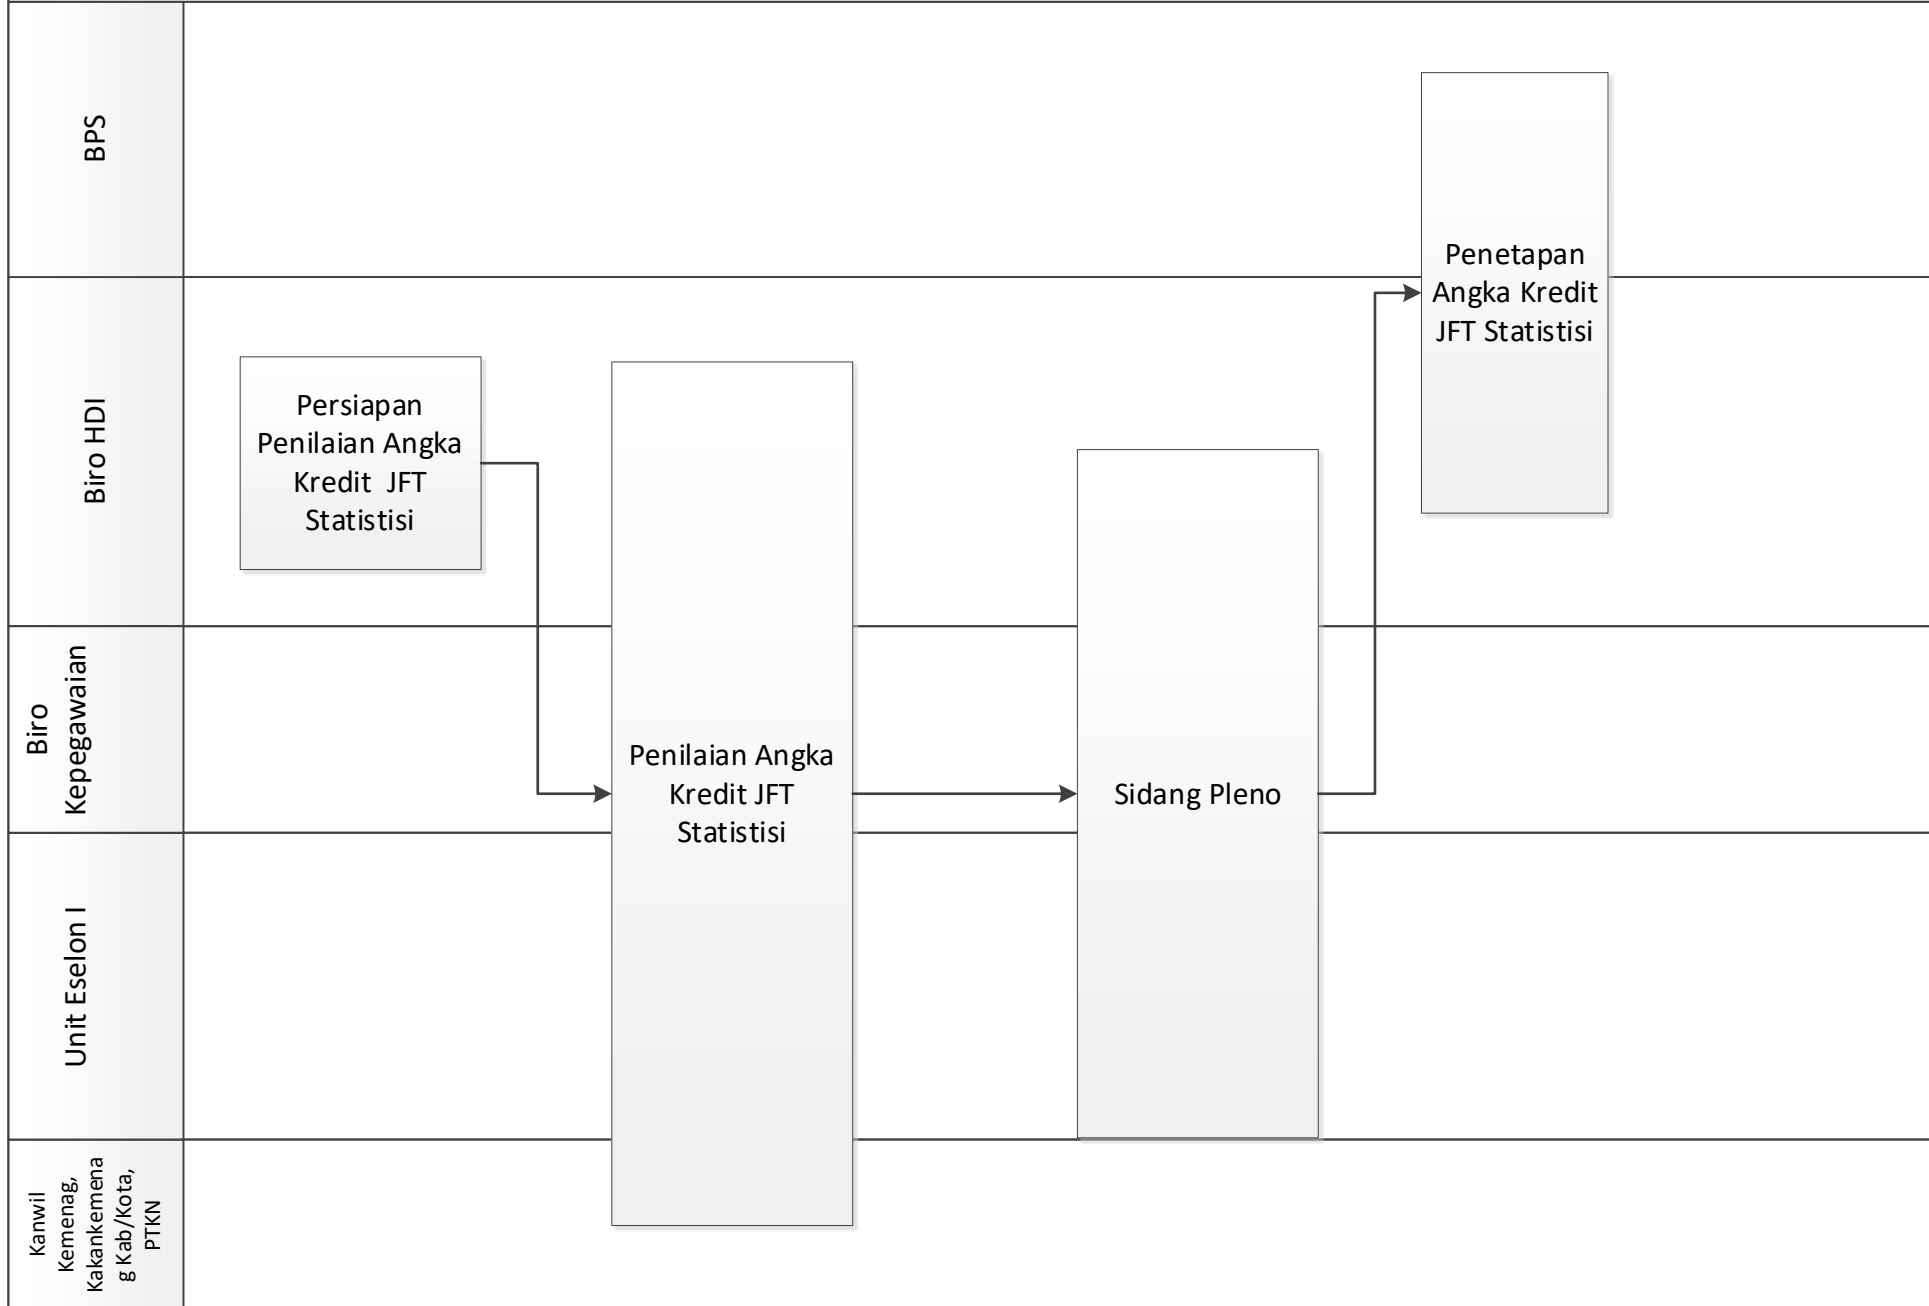 BPS
Penetapan
Angka Kredit
JFT Statistisi
Biro HDI
Persiapan
Penilaian Angka
Kredit JFT
Statistisi
Biro
Kepegawaian
Penilaian Angka
Kredit JFT
Statistisi
Sidang Pleno
Unit Eselon I
Kanwil
Kemenag,
Kakankemena
g Kab/Kota,
PTKN